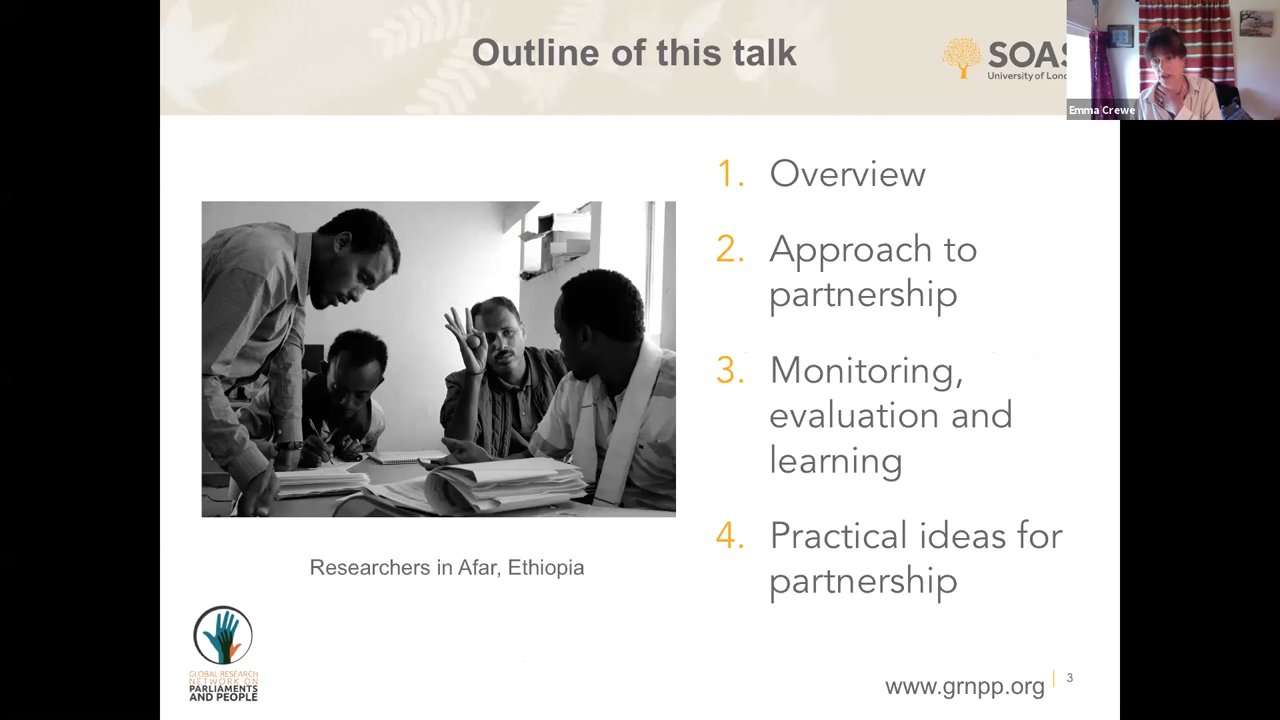 Outline of this talk
SOAS
University of Lon
Emma Crewe
1. Overview
2. Approach to
partnership
3. Monitoring,
evaluation and
learning
4. Practical ideas for
partnership
Researchers in Afar, Ethiopia
GLOBAL RESEARCH
NETWORK ON
PARLIAMENTS
AND PEOPLE
www.grnpp.org
3